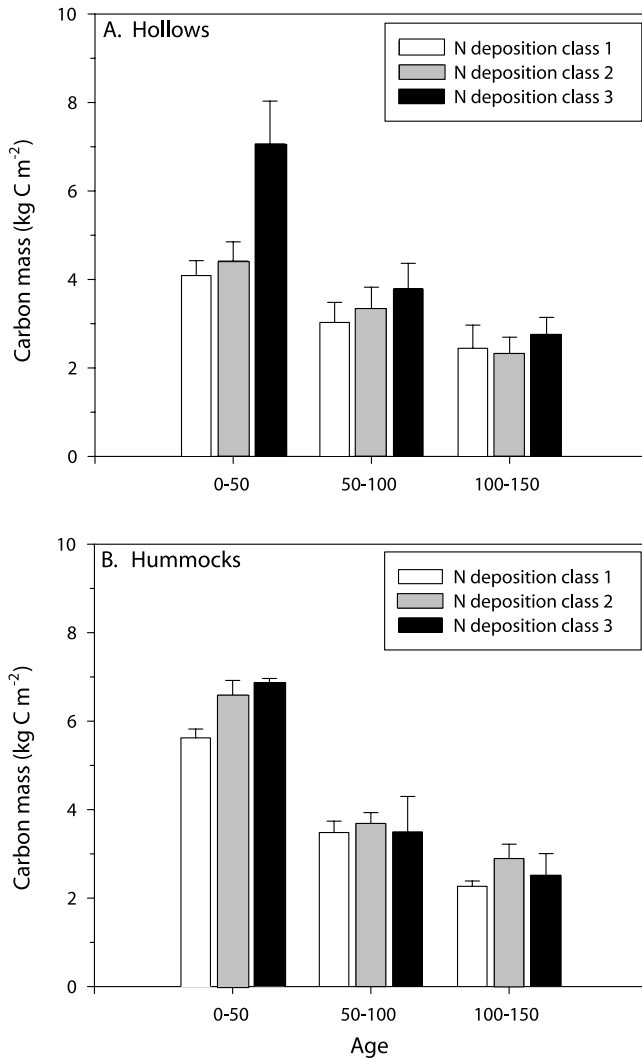 A. Hollows
N deposition class 1
N deposition class 2
N deposition class 3
Carbon mass (kg C m⁻²)
10
8
6
4
2
0
0-50
50-100
100-150
B. Hummocks
N deposition class 1
N deposition class 2
N deposition class 3
Carbon mass (kg C m⁻²)
10
8
6
4
2
0
0-50
50-100
100-150
Age